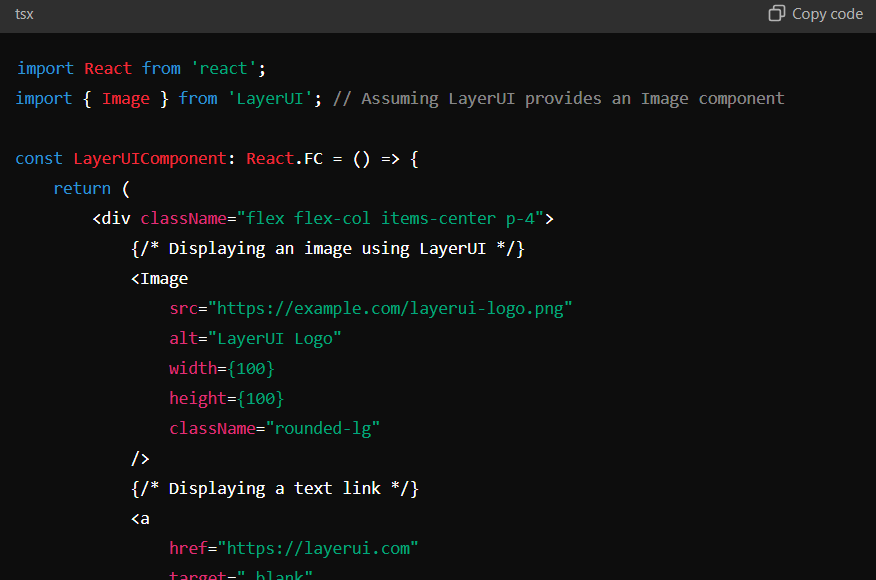 tsx
Copy code
import React from 'react';
import { Image } from 'LayerUI'; // Assuming LayerUI provides an Image component
const LayerUIComponent: React.FC = () => {
return (
<div className="flex flex-col items-center p-4">
{/* Displaying an image using LayerUI */}
<Image
src="https://example.com/layerui-logo.png"
alt="LayerUI Logo"
width={100}
height={100}
className="rounded-lg"
/>
{/* Displaying a text link */}
<a
href="https://layerui.com"
target="_blank"